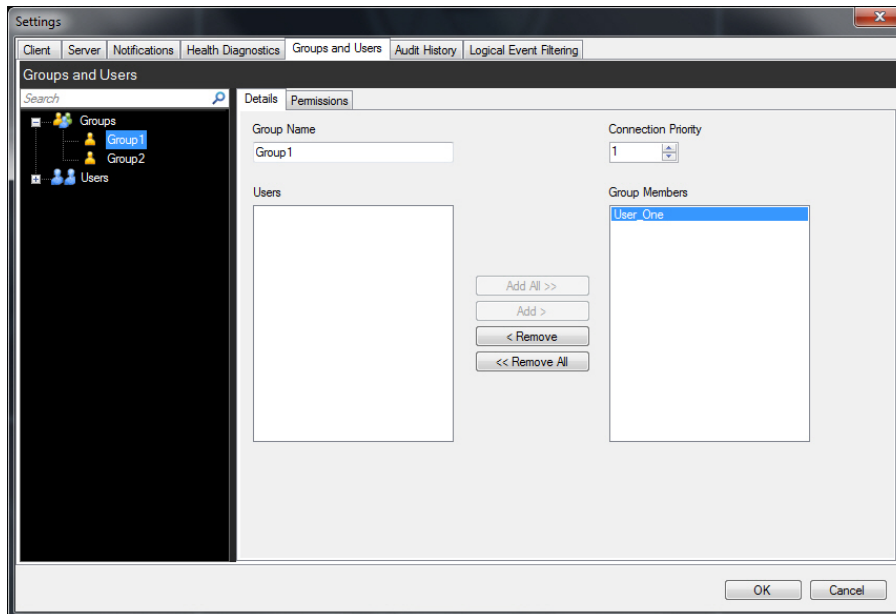 Settings
Client Server Notifications Health Diagnostics Groups and Users Audit History Logical Event Filtering
Groups and Users
Search
Details Permissions
Groups
Group1
Group2
Users
Group Name
Connection Priority
Group1
1
Users
Group Members
User_One
Add All >>
Add >
< Remove
<< Remove All
OK Cancel